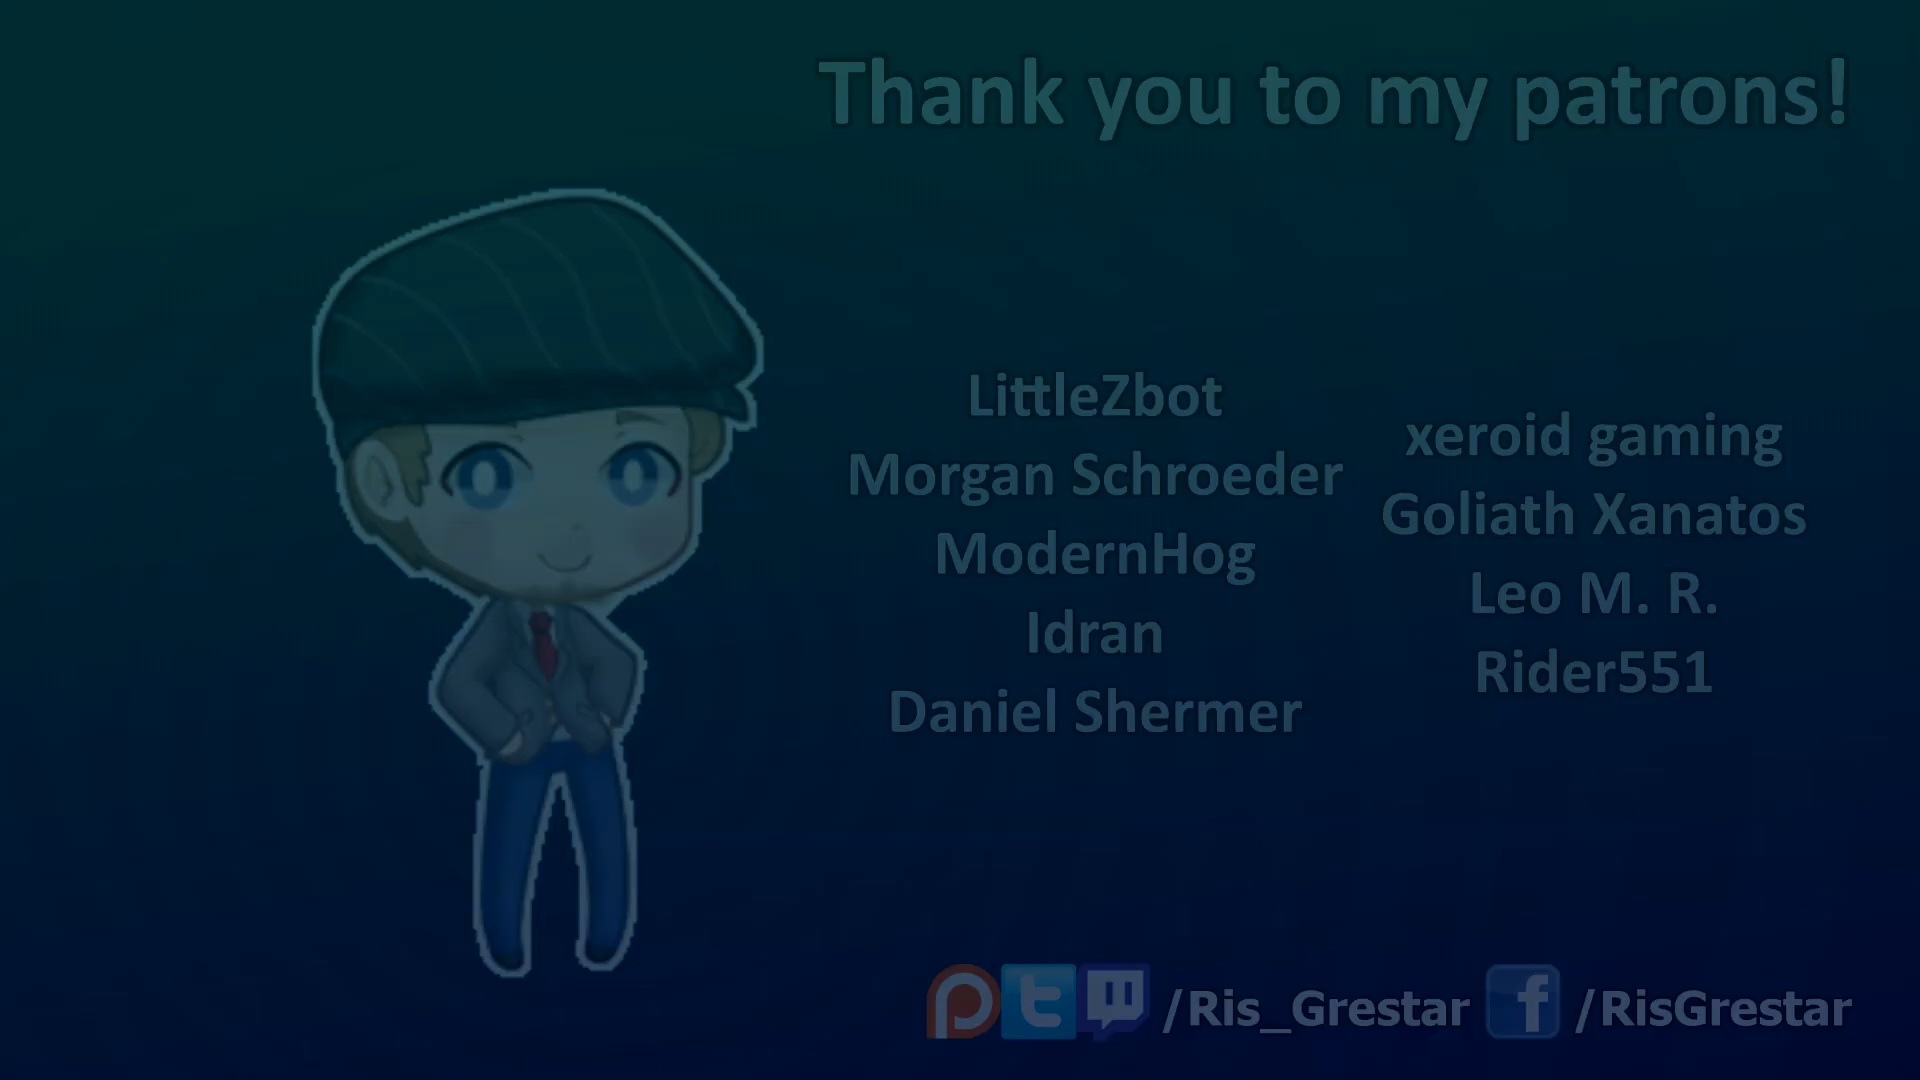 Thank you to my patrons!
LittleZbot
Morgan Schroeder
ModernHog
Idran
Daniel Shermer
xeroid gaming
Goliath Xanatos
Leo M. R.
Rider551
/Ris_Grestar
/RisGrestar